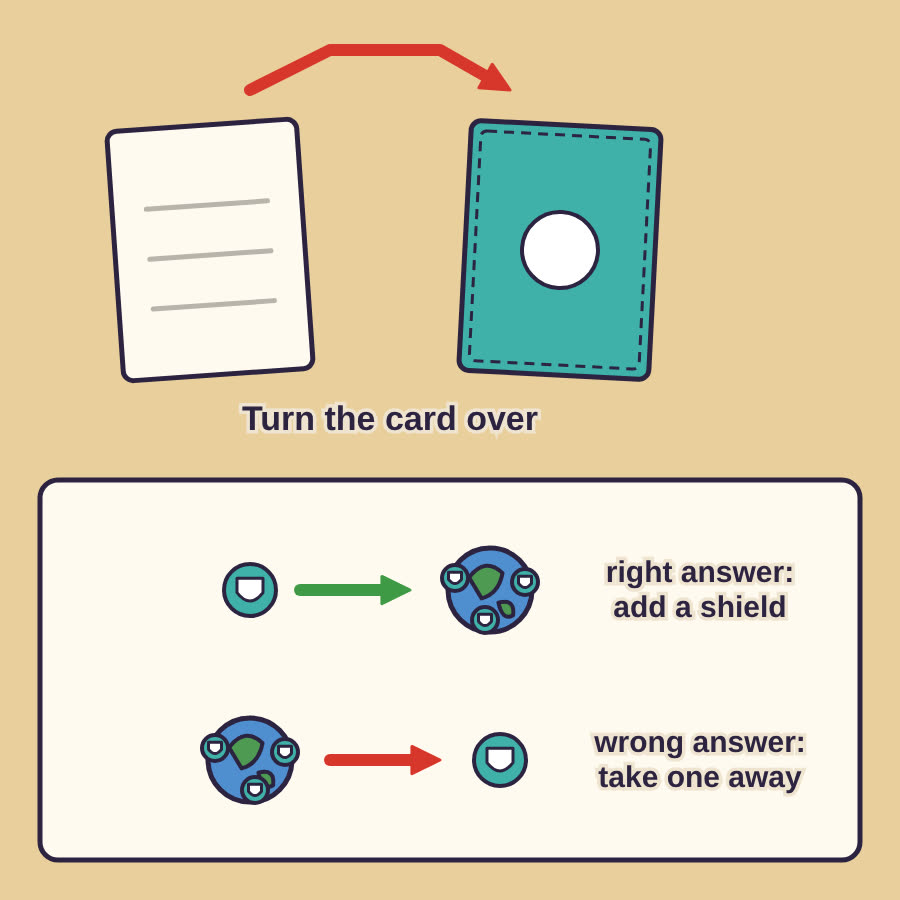 Turn the card over
right answer:
add a shield
wrong answer:
take one away